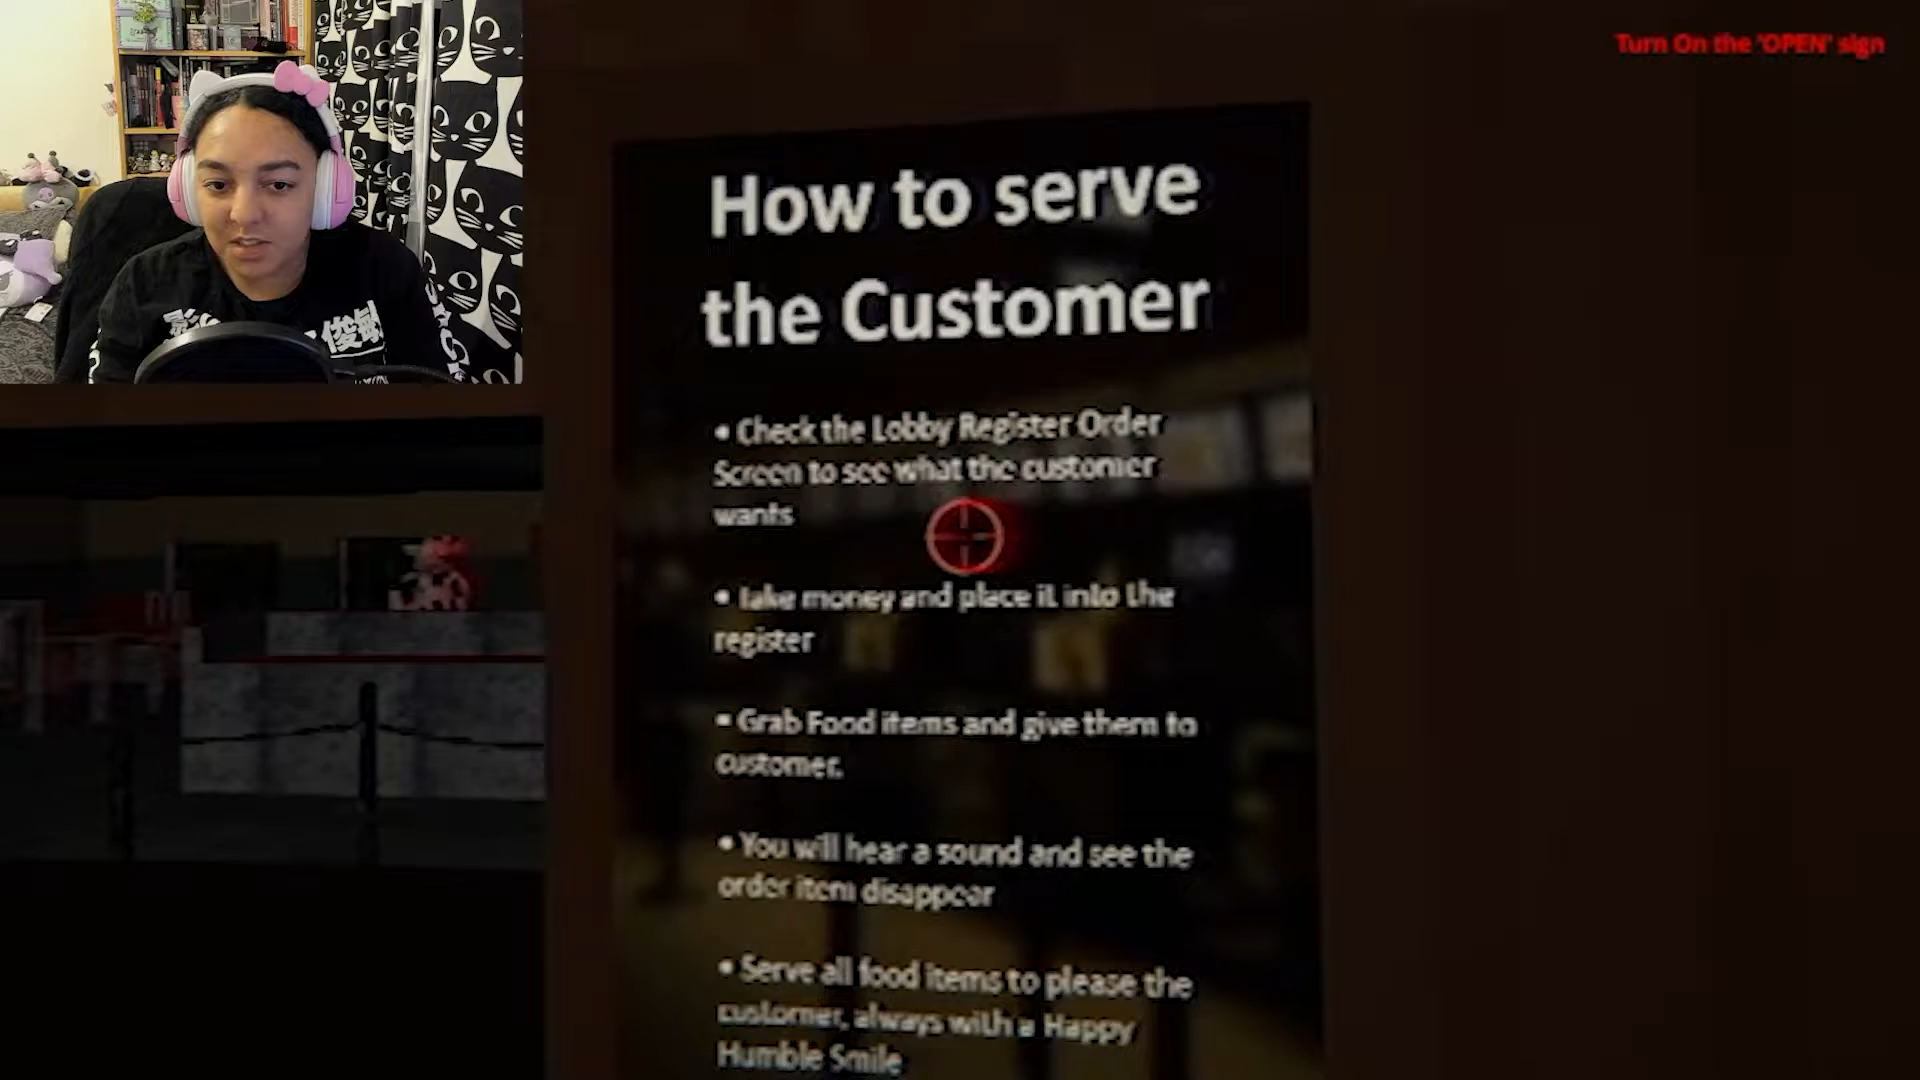 Turn On the 'OPEN' sign
How to serve
the Customer
• Check the Lobby Register Order
Screen to see what the customer
wants
• Take money and place it into the
register
• Grab Food items and give them to
customer.
• You will hear a sound and see the
order item disappear
• Serve all food items to please the
customer, always with a Happy
Humble Smile